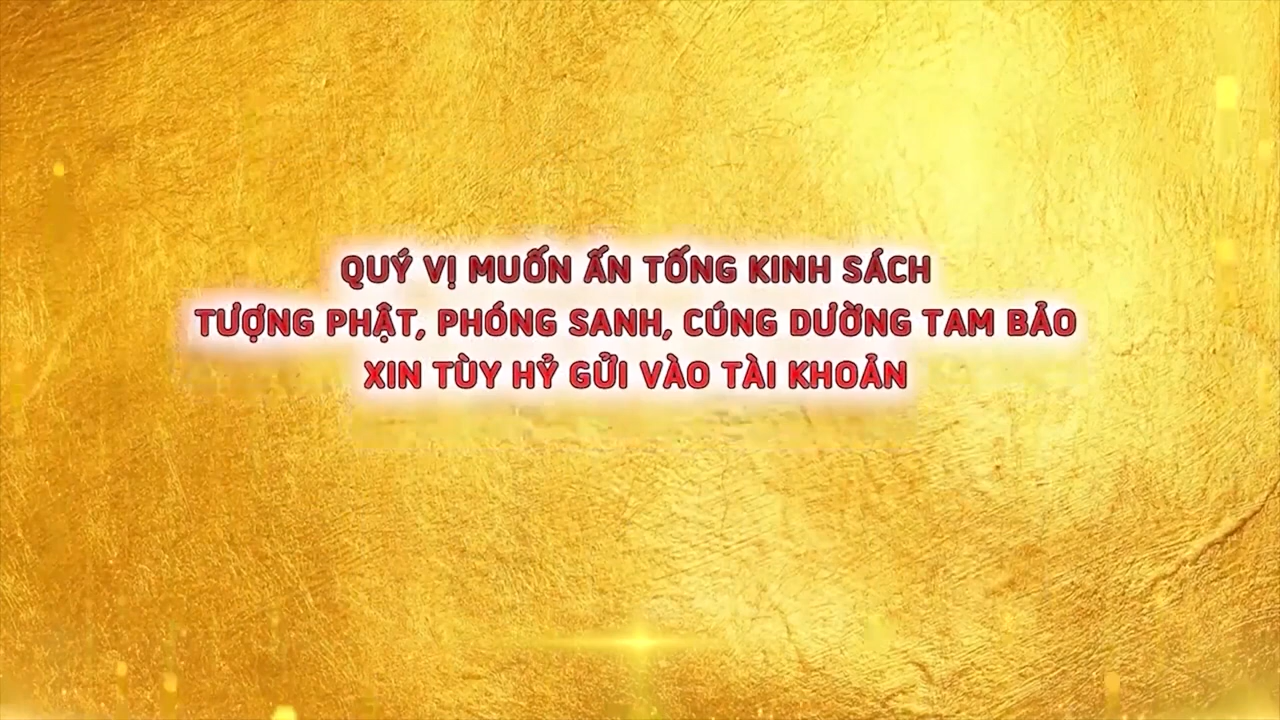 QUÝ VỊ MUỐN ẤN TỐNG KINH SÁCH
TƯỢNG PHẬT, PHÓNG SANH, CÚNG DƯỜNG TAM BẢO
XIN TÙY HỶ GỬI VÀO TÀI KHOẢN